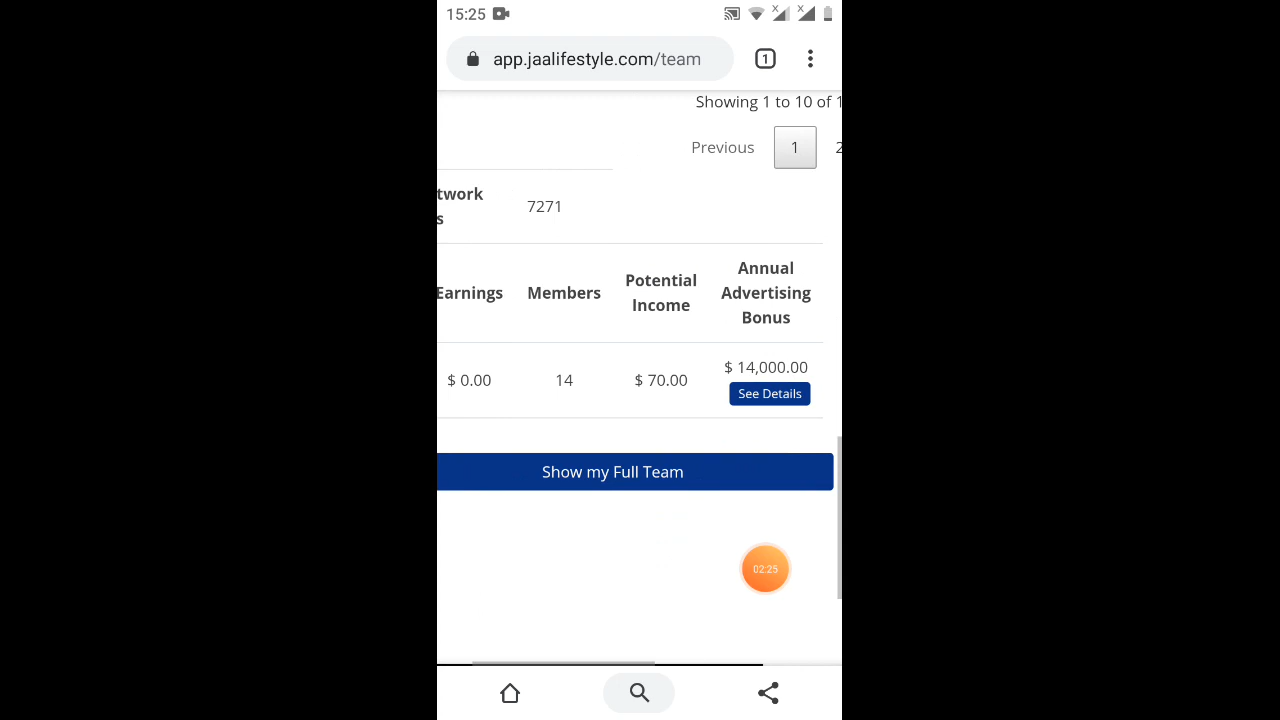 15:25
app.jaalifestyle.com/team
1
Showing 1 to 10 of 1
Previous 1 2
twork
s
7271
Earnings
Members
Potential
Income
Annual
Advertising
Bonus
$ 0.00
14
$ 70.00
$ 14,000.00
See Details
Show my Full Team
02:25